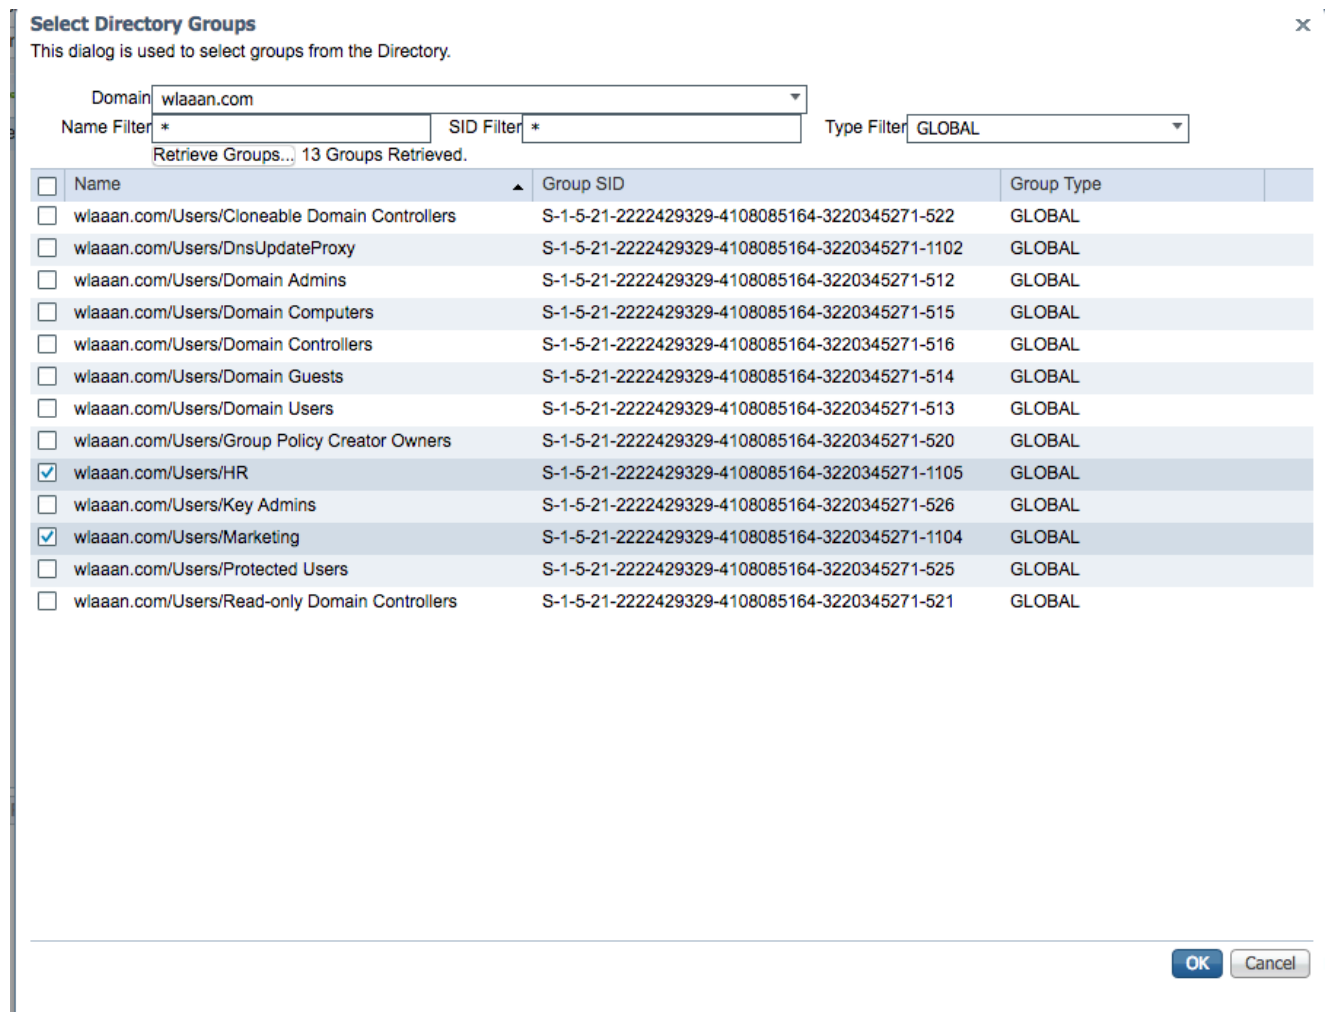 Select Directory Groups
This dialog is used to select groups from the Directory.
Domain wlaaan.com
Name Filter * SID Filter * Type Filter GLOBAL
Retrieve Groups... 13 Groups Retrieved.
Name Group SID Group Type
wlaaan.com/Users/Cloneable Domain Controllers S-1-5-21-2222429329-4108085164-3220345271-522 GLOBAL
wlaaan.com/Users/DnsUpdateProxy S-1-5-21-2222429329-4108085164-3220345271-1102 GLOBAL
wlaaan.com/Users/Domain Admins S-1-5-21-2222429329-4108085164-3220345271-512 GLOBAL
wlaaan.com/Users/Domain Computers S-1-5-21-2222429329-4108085164-3220345271-515 GLOBAL
wlaaan.com/Users/Domain Controllers S-1-5-21-2222429329-4108085164-3220345271-516 GLOBAL
wlaaan.com/Users/Domain Guests S-1-5-21-2222429329-4108085164-3220345271-514 GLOBAL
wlaaan.com/Users/Domain Users S-1-5-21-2222429329-4108085164-3220345271-513 GLOBAL
wlaaan.com/Users/Group Policy Creator Owners S-1-5-21-2222429329-4108085164-3220345271-520 GLOBAL
wlaaan.com/Users/HR S-1-5-21-2222429329-4108085164-3220345271-1105 GLOBAL
wlaaan.com/Users/Key Admins S-1-5-21-2222429329-4108085164-3220345271-526 GLOBAL
wlaaan.com/Users/Marketing S-1-5-21-2222429329-4108085164-3220345271-1104 GLOBAL
wlaaan.com/Users/Protected Users S-1-5-21-2222429329-4108085164-3220345271-525 GLOBAL
wlaaan.com/Users/Read-only Domain Controllers S-1-5-21-2222429329-4108085164-3220345271-521 GLOBAL
OK Cancel